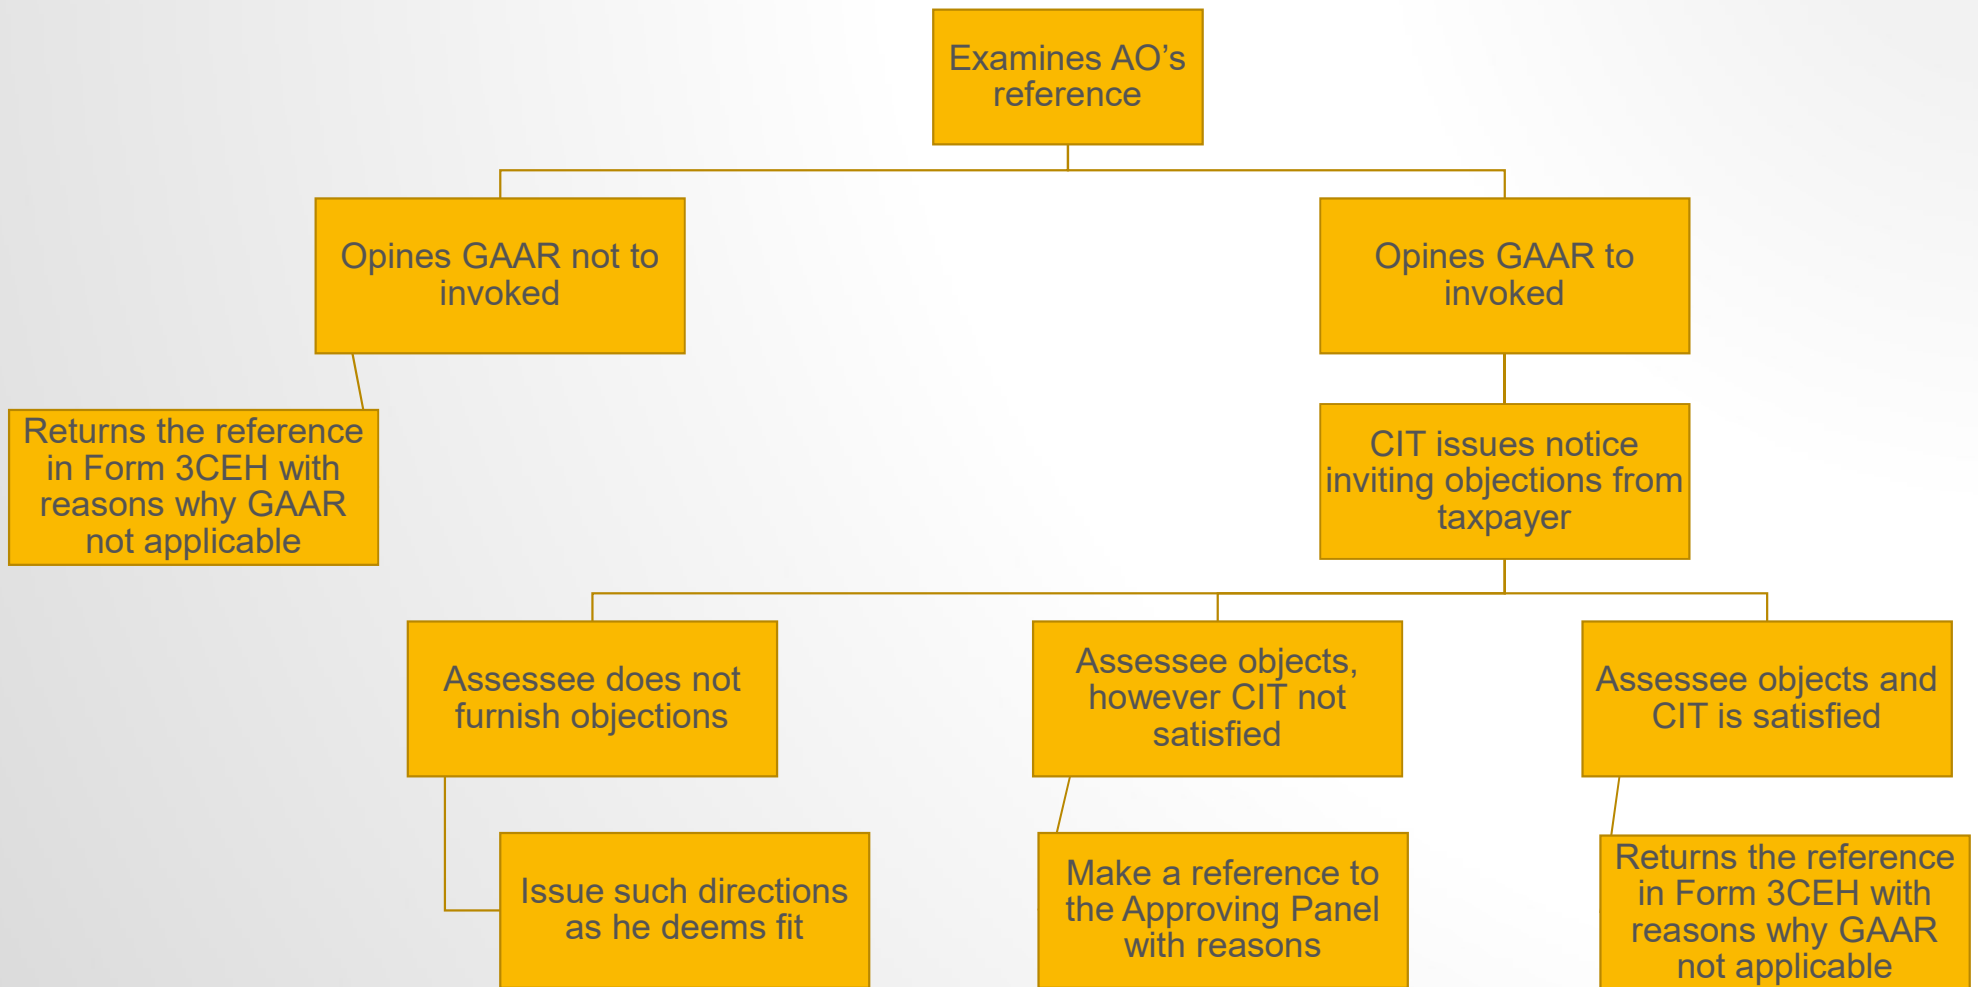 Examines AO’s
reference
Opines GAAR not to
invoked
Opines GAAR to
invoked
Returns the reference
in Form 3CEH with
reasons why GAAR
not applicable
CIT issues notice
inviting objections from
taxpayer
Assessee does not
furnish objections
Assessee objects,
however CIT not
satisfied
Assessee objects and
CIT is satisfied
Issue such directions
as he deems fit
Make a reference to
the Approving Panel
with reasons
Returns the reference
in Form 3CEH with
reasons why GAAR
not applicable